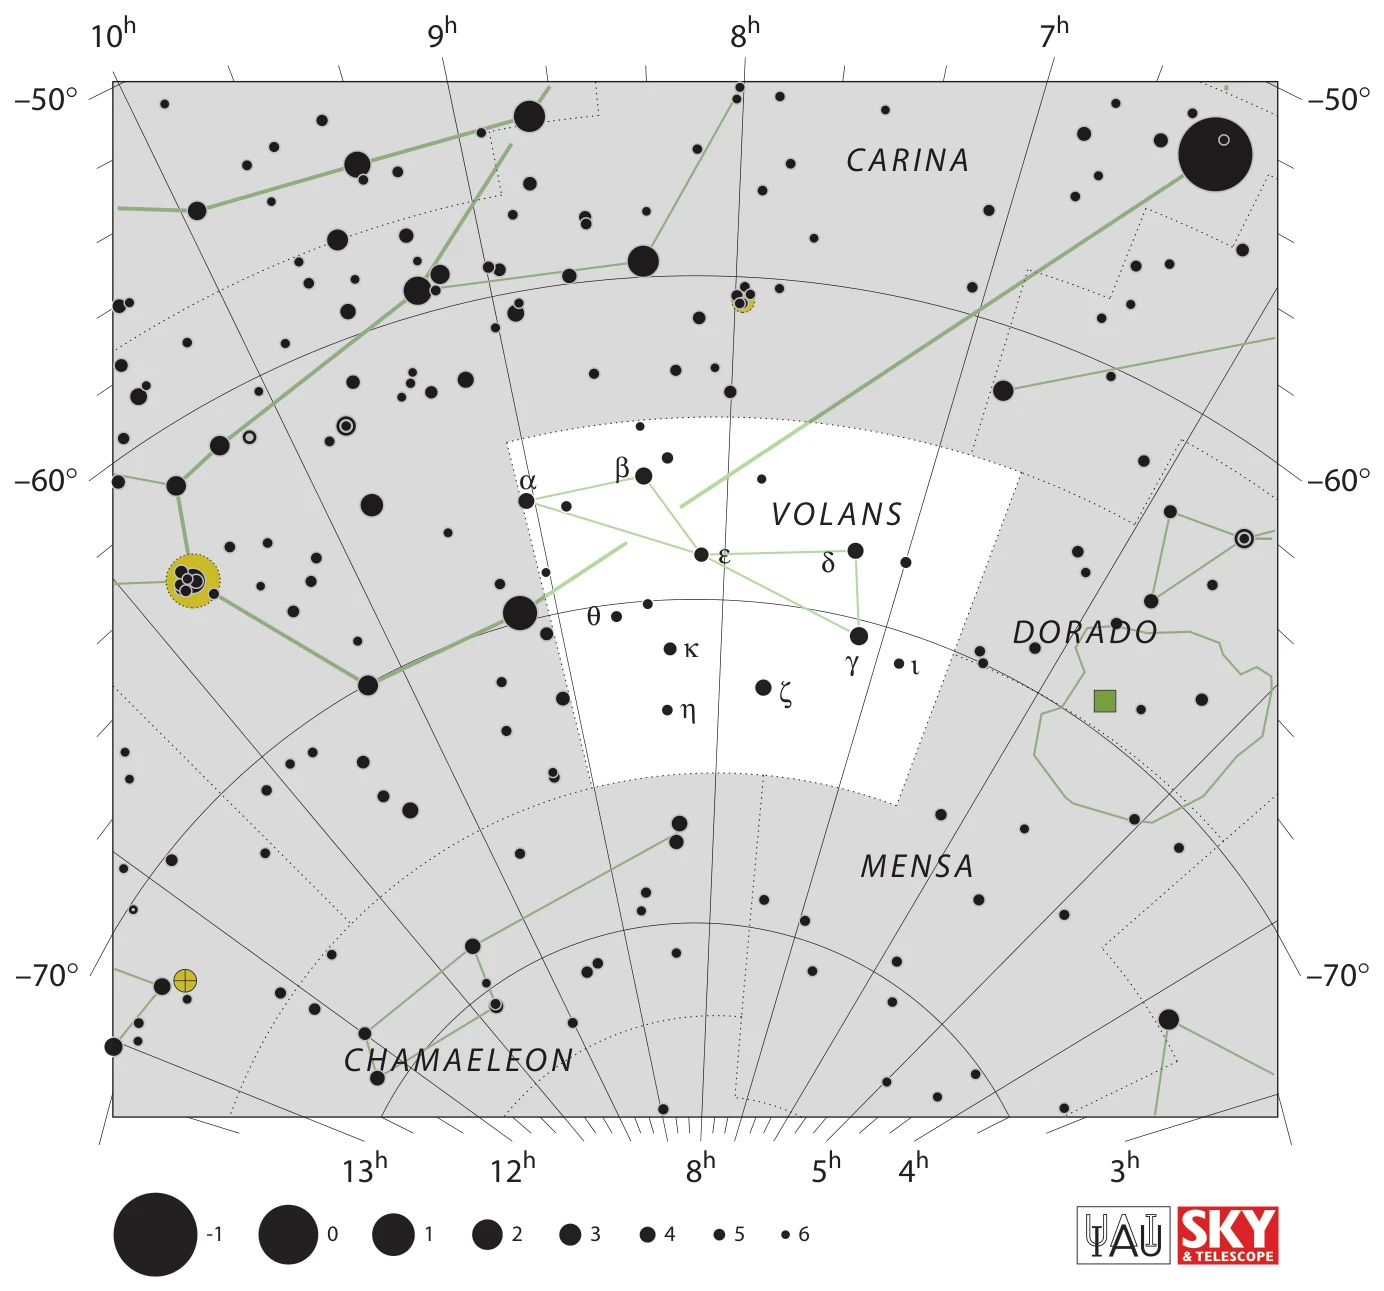 10h 9h 8h 7h
–50° –50°
CARINA
–60° –60°
α β
VOLANS
ε δ
θ
DORADO
κ γ ι
ζ
η
MENSA
–70° –70°
CHAMAELEON
13h 12h 8h 5h 4h 3h
-1 0 1 2 3 4 5 6
IAU
SKY
& TELESCOPE